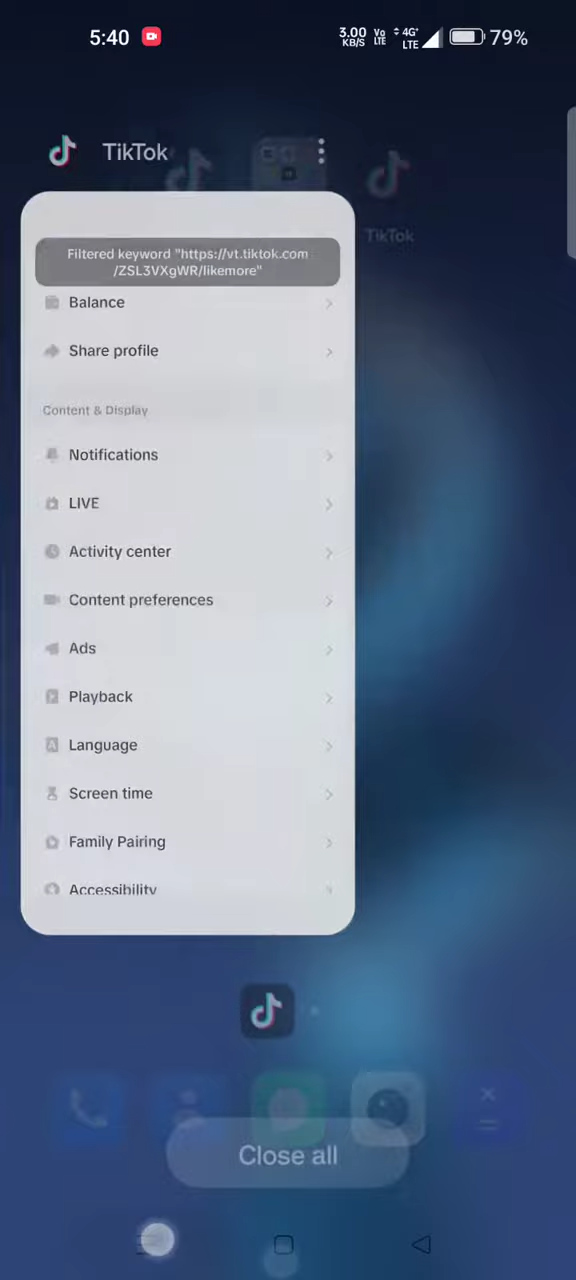 5:40
3.00 KB/S Vo LTE 4G+ LTE 79%
TikTok
TikTok
Filtered keyword "https://vt.tiktok.com
/ZSL3VXgWR/likemore"
Balance
Share profile
Content & Display
Notifications
LIVE
Activity center
Content preferences
Ads
Playback
Language
Screen time
Family Pairing
Accessibility
Close all